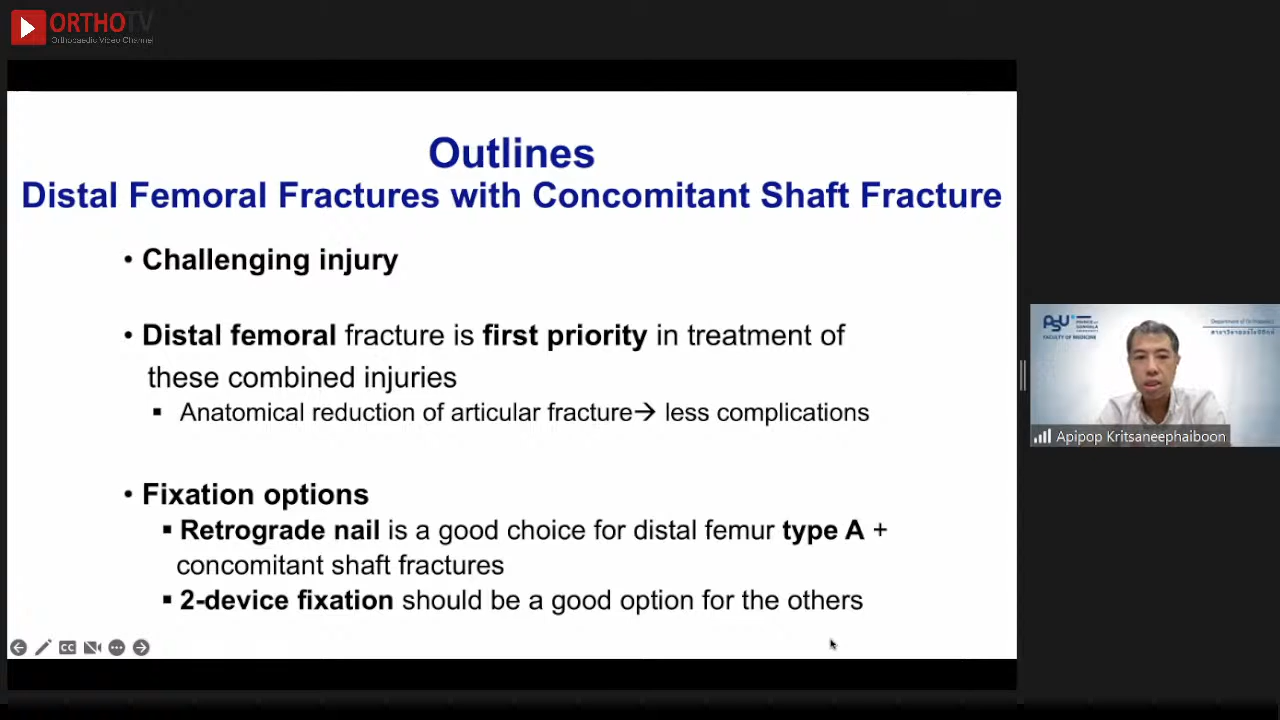 ORTHOTV
Orthopaedic Video Channel
Outlines
Distal Femoral Fractures with Concomitant Shaft Fracture
• Challenging injury
• Distal femoral fracture is first priority in treatment of
these combined injuries
▪ Anatomical reduction of articular fracture→ less complications
• Fixation options
▪ Retrograde nail is a good choice for distal femur type A +
concomitant shaft fractures
▪ 2-device fixation should be a good option for the others
CC
PSU
FACULTY OF MEDICINE
Department of Orthopaedics
Apipop Kritsaneephaiboon